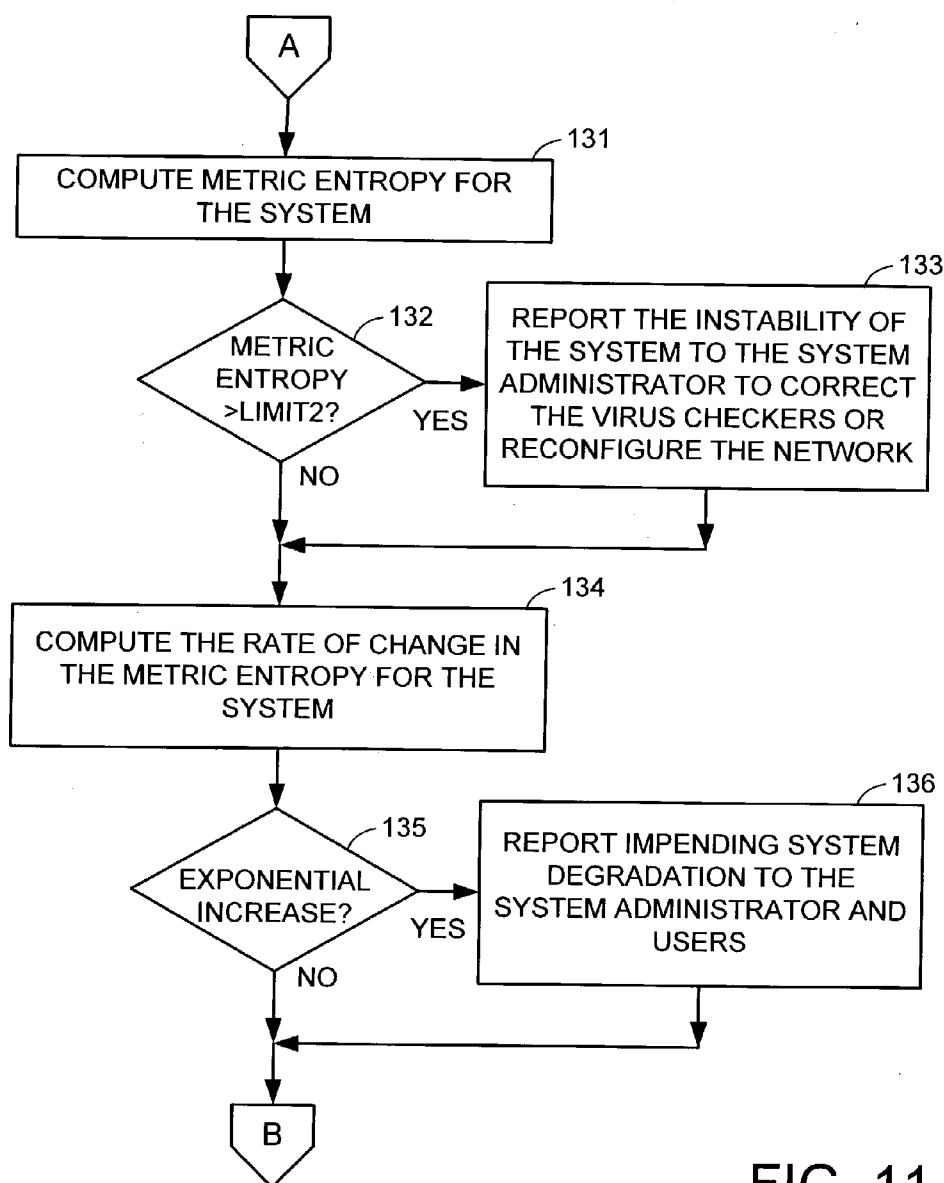 A
131
COMPUTE METRIC ENTROPY FOR
THE SYSTEM
132
METRIC
ENTROPY
>LIMIT2?
YES
NO
133
REPORT THE INSTABILITY OF
THE SYSTEM TO THE SYSTEM
ADMINISTRATOR TO CORRECT
THE VIRUS CHECKERS OR
RECONFIGURE THE NETWORK
134
COMPUTE THE RATE OF CHANGE IN
THE METRIC ENTROPY FOR THE
SYSTEM
135
EXPONENTIAL
INCREASE?
YES
NO
136
REPORT IMPENDING SYSTEM
DEGRADATION TO THE
SYSTEM ADMINISTRATOR AND
USERS
B
FIG. 11